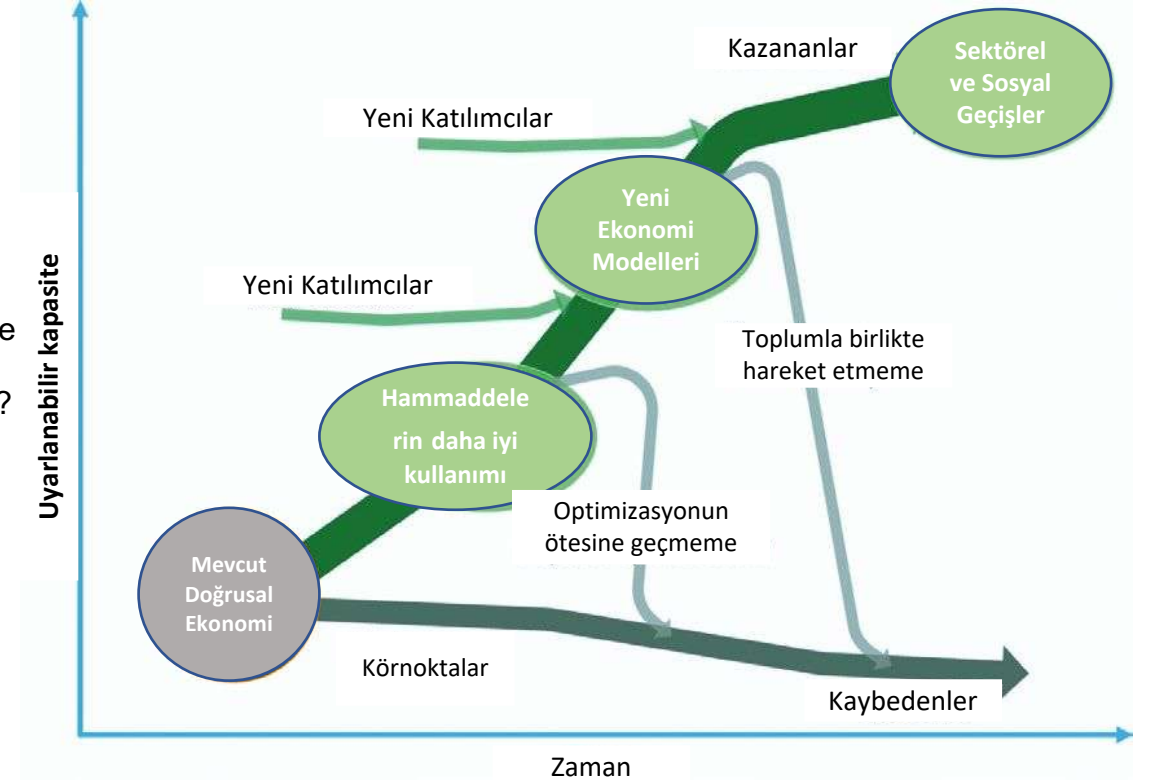 Kazananlar
Sektörel
ve Sosyal
Geçişler
Yeni Katılımcılar
Yeni
Ekonomi
Modelleri
Yeni Katılımcılar
Toplumla birlikte
hareket etmeme
e
?
Uyarlanabilir kapasite
Hammaddele
rin daha iyi
kullanımı
Optimizasyonun
ötesine geçmeme
Mevcut
Doğrusal
Ekonomi
Körnoktalar
Kaybedenler
Zaman